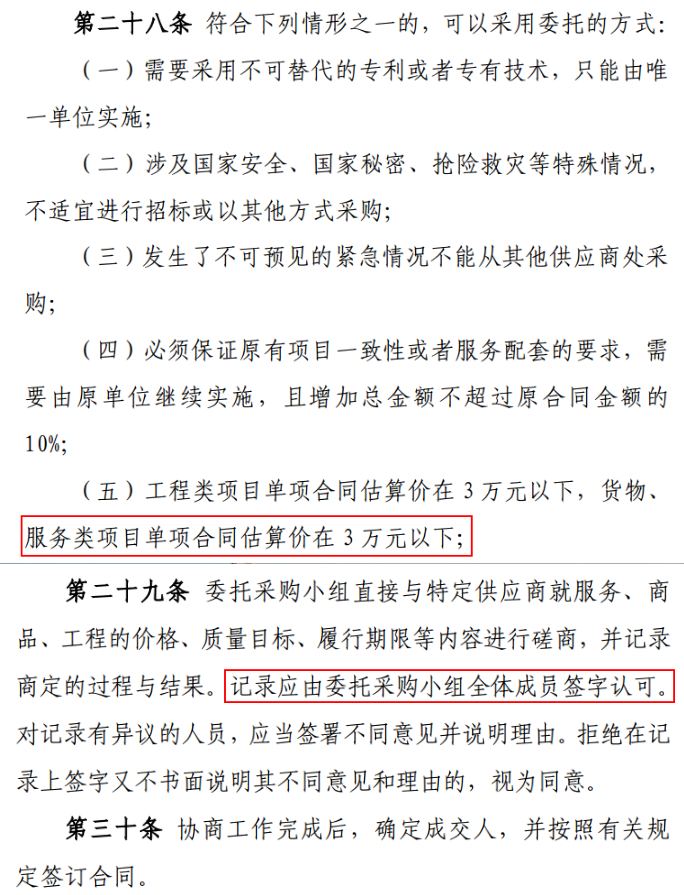 第二十八条 符合下列情形之一的，可以采用委托的方式：
（一）需要采用不可替代的专利或者专有技术，只能由唯
一单位实施；
（二）涉及国家安全、国家秘密、抢险救灾等特殊情况，
不适宜进行招标或以其他方式采购；
（三）发生了不可预见的紧急情况不能从其他供应商处采
购；
（四）必须保证原有项目一致性或者服务配套的要求，需
要由原单位继续实施，且增加总金额不超过原合同金额的
10%；
（五）工程类项目单项合同估算价在 3 万元以下，货物、
服务类项目单项合同估算价在 3 万元以下；
第二十九条 委托采购小组直接与特定供应商就服务、商
品、工程的价格、质量目标、履行期限等内容进行磋商，并记录
商定的过程与结果。记录应由委托采购小组全体成员签字认可。
对记录有异议的人员，应当签署不同意见并说明理由。拒绝在记
录上签字又不书面说明其不同意见和理由的，视为同意。
第三十条 协商工作完成后，确定成交人，并按照有关规
定签订合同。